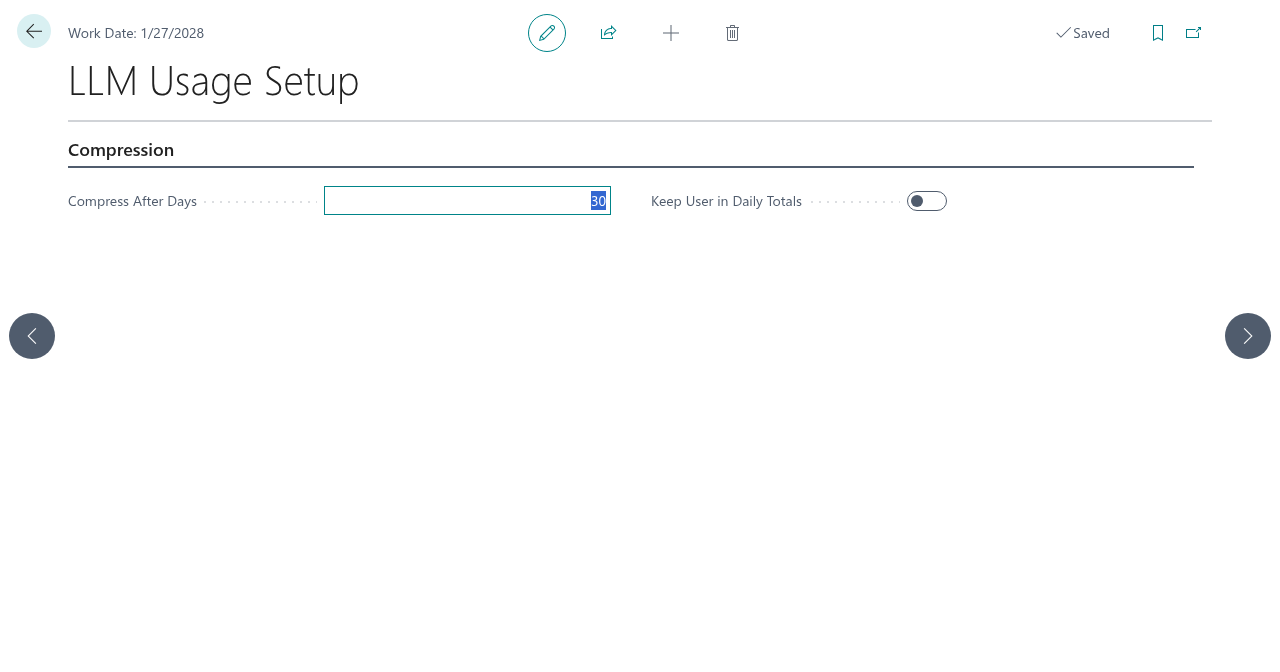 Work Date: 1/27/2028
Saved
LLM Usage Setup
Compression
Compress After Days
30
Keep User in Daily Totals